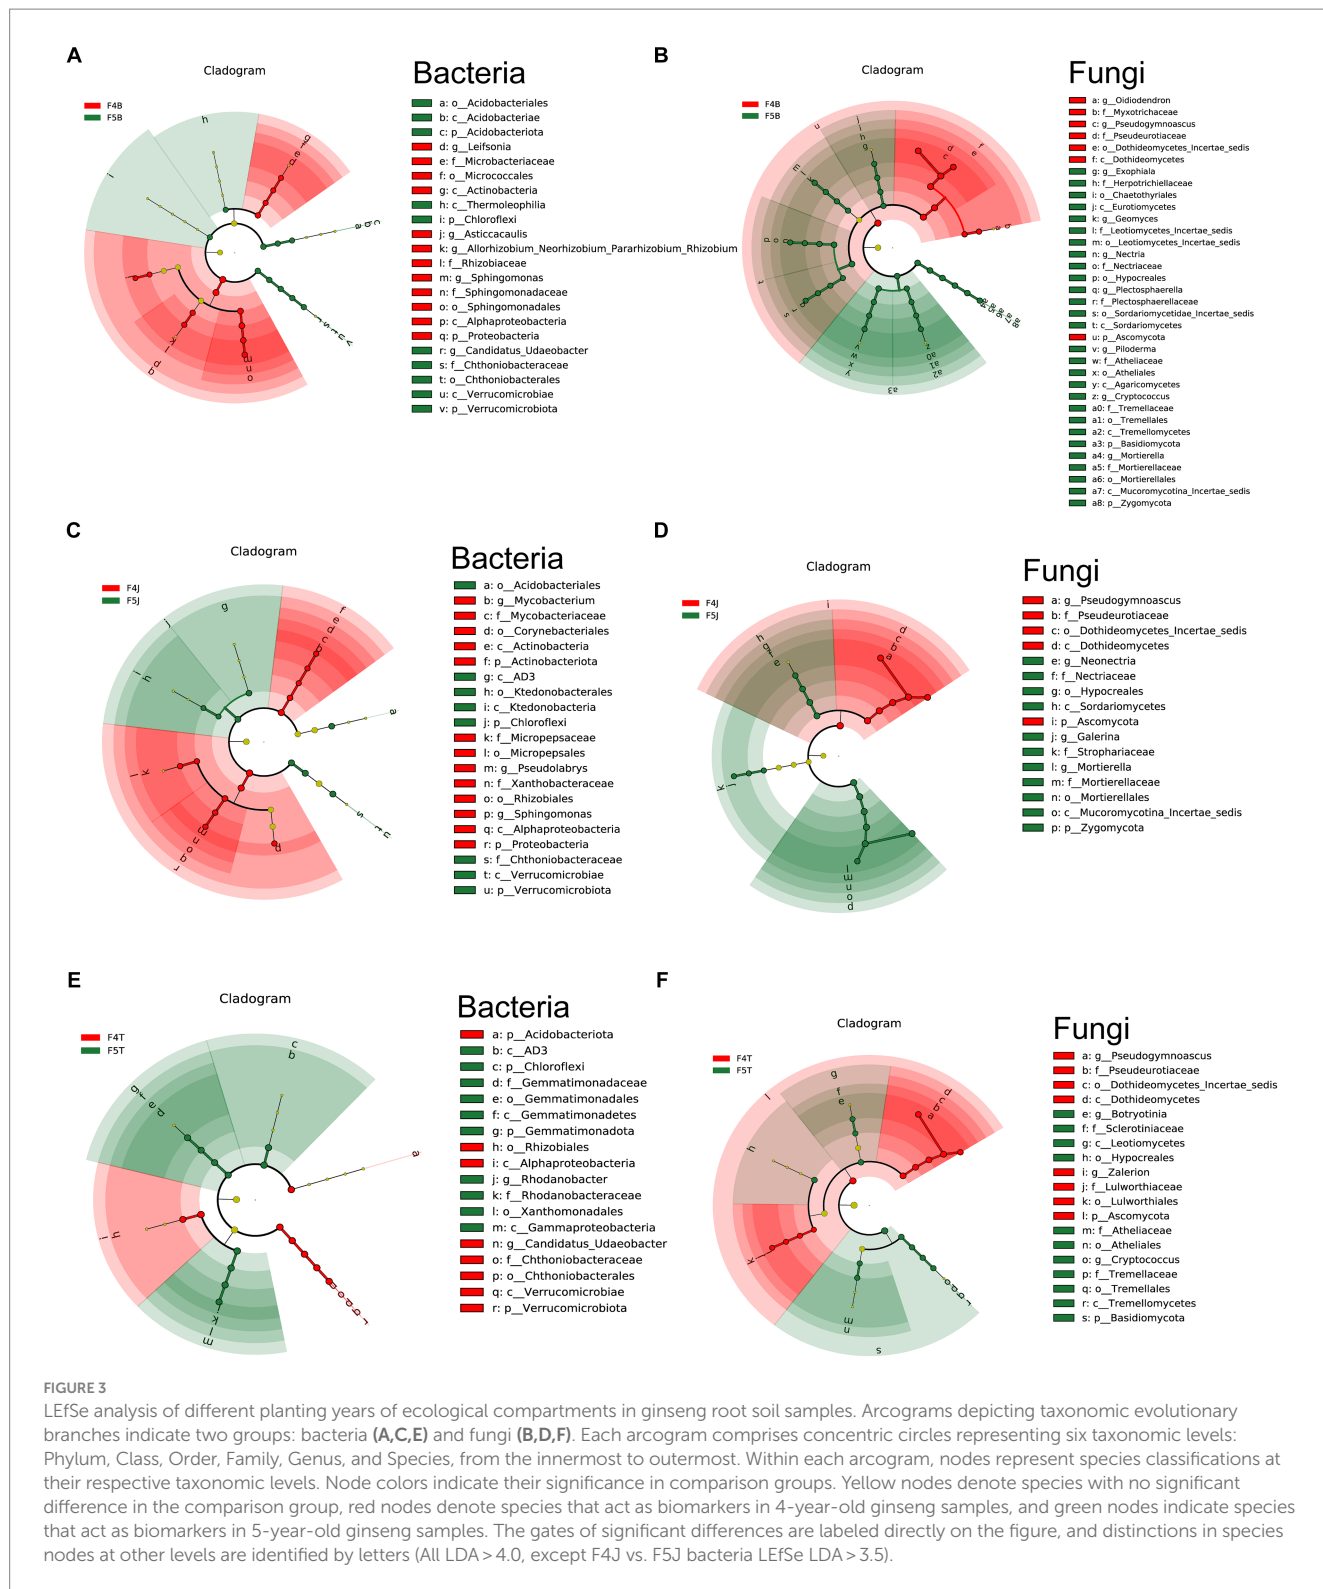 A
Cladogram
Bacteria
F4B
F5B
a: o__Acidobacteriales
b: c__Acidobacteriae
c: p__Acidobacteriota
d: g__Leifsonia
e: f__Microbacteriaceae
f: o__Micrococcales
g: c__Actinobacteria
h: c__Thermoleophilia
i: p__Chloroflexi
j: g__Asticcacaulis
k: g__Allorhizobium_Neorhizobium_Pararhizobium_Rhizobium
l: f__Rhizobiaceae
m: g__Sphingomonas
n: f__Sphingomonadaceae
o: o__Sphingomonadales
p: c__Alphaproteobacteria
q: p__Proteobacteria
r: g__Candidatus_Udaeobacter
s: f__Chthoniobacteraceae
t: o__Chthoniobacterales
u: c__Verrucomicrobiae
v: p__Verrucomicrobiota
B
Cladogram
Fungi
F4B
F5B
a: g__Oidiodendron
b: f__Myxotrichaceae
c: g__Pseudogymnoascus
d: f__Pseudeurotiaceae
e: o__Dothideomycetes_Incertae_sedis
f: c__Dothideomycetes
g: g__Exophiala
h: f__Herpotrichiellaceae
i: o__Chaetothyriales
j: c__Eurotiomycetes
k: g__Geomyces
l: f__Leotiomycetes_Incertae_sedis
m: o__Leotiomycetes_Incertae_sedis
n: g__Nectria
o: f__Nectriaceae
p: o__Hypocreales
q: g__Plectosphaerella
r: f__Plectosphaerellaceae
s: o__Sordariomycetidae_Incertae_sedis
t: c__Sordariomycetes
u: p__Ascomycota
v: g__Piloderma
w: f__Atheliaceae
x: o__Atheliales
y: c__Agaricomycetes
z: g__Cryptococcus
a0: f__Tremellaceae
a1: o__Tremellales
a2: c__Tremellomycetes
a3: p__Basidiomycota
a4: g__Mortierella
a5: f__Mortierellaceae
a6: o__Mortierellales
a7: c__Mucoromycotina_Incertae_sedis
a8: p__Zygomycota
C
Cladogram
Bacteria
F4J
F5J
a: o__Acidobacteriales
b: g__Mycobacterium
c: f__Mycobacteriaceae
d: o__Corynebacteriales
e: c__Actinobacteria
f: p__Actinobacteriota
g: c__AD3
h: o__Ktedonobacterales
i: c__Ktedonobacteria
j: p__Chloroflexi
k: f__Micropepsaceae
l: o__Micropepsales
m: g__Pseudolabrys
n: f__Xanthobacteraceae
o: o__Rhizobiales
p: g__Sphingomonas
q: c__Alphaproteobacteria
r: p__Proteobacteria
s: f__Chthoniobacteraceae
t: c__Verrucomicrobiae
u: p__Verrucomicrobiota
D
Cladogram
Fungi
F4J
F5J
a: g__Pseudogymnoascus
b: f__Pseudeurotiaceae
c: o__Dothideomycetes_Incertae_sedis
d: c__Dothideomycetes
e: g__Neonectria
f: f__Nectriaceae
g: o__Hypocreales
h: c__Sordariomycetes
i: p__Ascomycota
j: g__Galerina
k: f__Strophariaceae
l: g__Mortierella
m: f__Mortierellaceae
n: o__Mortierellales
o: c__Mucoromycotina_Incertae_sedis
p: p__Zygomycota
E
Cladogram
Bacteria
F4T
F5T
a: p__Acidobacteriota
b: c__AD3
c: p__Chloroflexi
d: f__Gemmatimonadaceae
e: o__Gemmatimonadales
f: c__Gemmatimonadetes
g: p__Gemmatimonadota
h: o__Rhizobiales
i: c__Alphaproteobacteria
j: g__Rhodanobacter
k: f__Rhodanobacteraceae
l: o__Xanthomonadales
m: c__Gammaproteobacteria
n: g__Candidatus_Udaeobacter
o: f__Chthoniobacteraceae
p: o__Chthoniobacterales
q: c__Verrucomicrobiae
r: p__Verrucomicrobiota
F
Cladogram
Fungi
F4T
F5T
a: g__Pseudogymnoascus
b: f__Pseudeurotiaceae
c: o__Dothideomycetes_Incertae_sedis
d: c__Dothideomycetes
e: g__Botryotinia
f: f__Sclerotiniaceae
g: c__Leotiomycetes
h: o__Hypocreales
i: g__Zalerion
j: f__Lulworthiaceae
k: o__Lulworthiales
l: p__Ascomycota
m: f__Atheliaceae
n: o__Atheliales
o: g__Cryptococcus
p: f__Tremellaceae
q: o__Tremellales
r: c__Tremellomycetes
s: p__Basidiomycota
FIGURE 3
LEfSe analysis of different planting years of ecological compartments in ginseng root soil samples. Arcograms depicting taxonomic evolutionary
branches indicate two groups: bacteria (A,C,E) and fungi (B,D,F). Each arcogram comprises concentric circles representing six taxonomic levels:
Phylum, Class, Order, Family, Genus, and Species, from the innermost to outermost. Within each arcogram, nodes represent species classifications at
their respective taxonomic levels. Node colors indicate their significance in comparison groups. Yellow nodes denote species with no significant
difference in the comparison group, red nodes denote species that act as biomarkers in 4-year-old ginseng samples, and green nodes indicate species
that act as biomarkers in 5-year-old ginseng samples. The gates of significant differences are labeled directly on the figure, and distinctions in species
nodes at other levels are identified by letters (All LDA > 4.0, except F4J vs. F5J bacteria LEfSe LDA > 3.5).